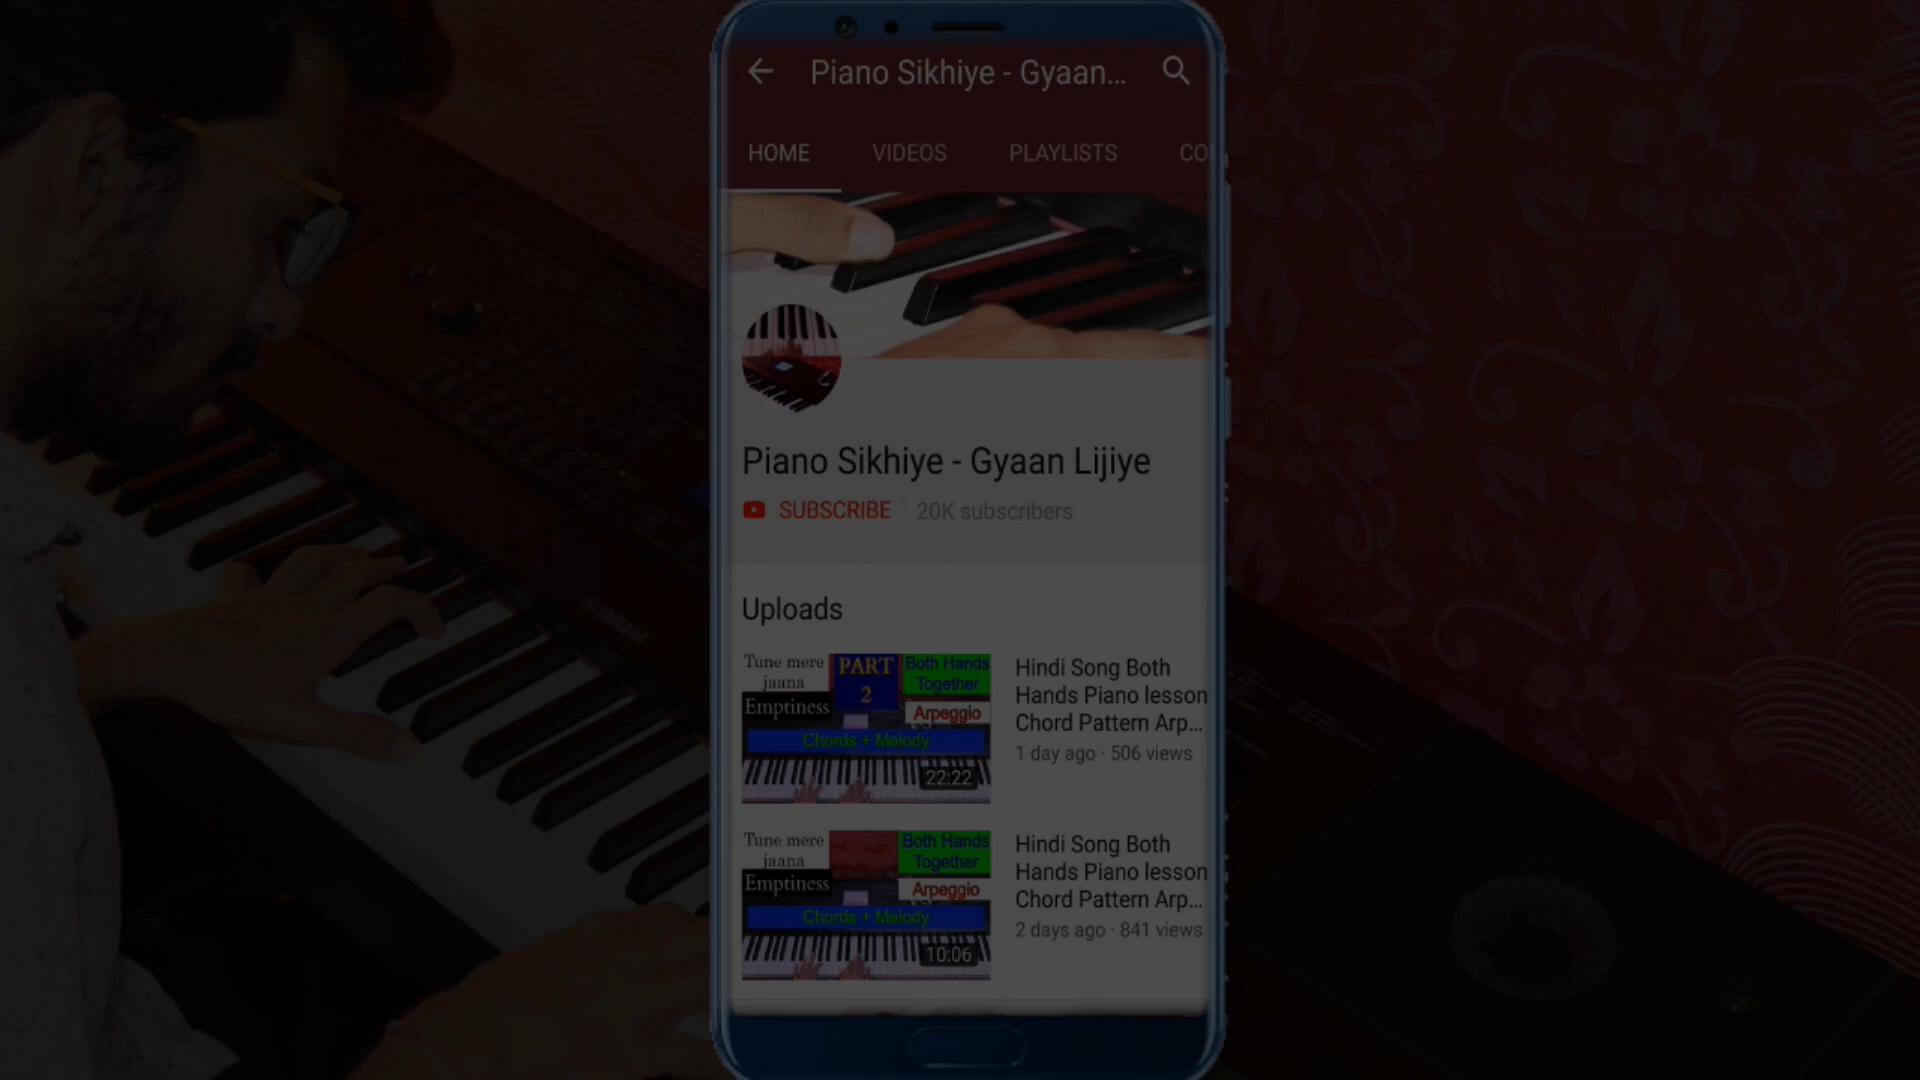 Piano Sikhiye - Gyaan...
HOME VIDEOS PLAYLISTS CO
Piano Sikhiye - Gyaan Lijiye
SUBSCRIBE 20K subscribers
Uploads
Tune mere jaana
Emptiness
PART 2
Both Hands Together
Arpeggio
Chords + Melody
22:22
Hindi Song Both
Hands Piano lesson
Chord Pattern Arp...
1 day ago · 506 views
Tune mere jaana
Emptiness
Both Hands Together
Arpeggio
Chords + Melody
10:06
Hindi Song Both
Hands Piano lesson
Chord Pattern Arp...
2 days ago · 841 views
YAMAHA